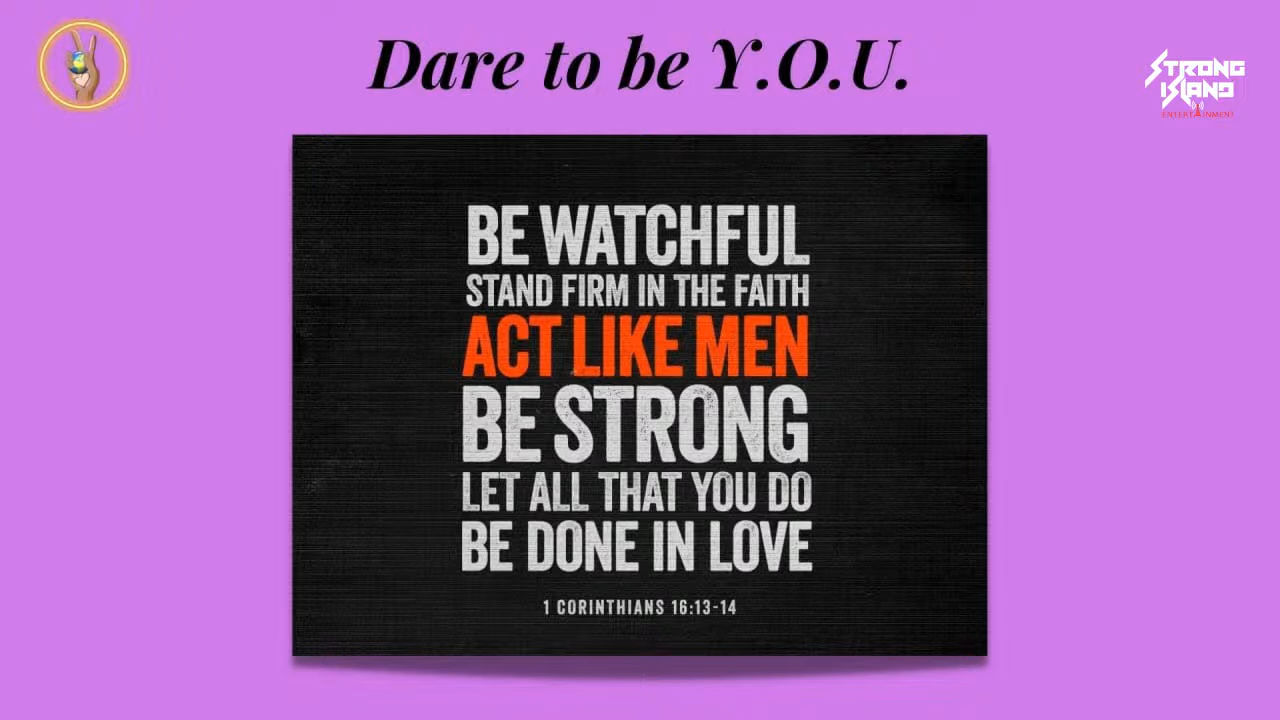 Dare to be Y.O.U.
STRONG
ISLAND
ENTERTAINMENT
BE WATCHFUL
STAND FIRM IN THE FAITH
ACT LIKE MEN
BE STRONG
LET ALL THAT YOU DO
BE DONE IN LOVE
1 CORINTHIANS 16:13-14